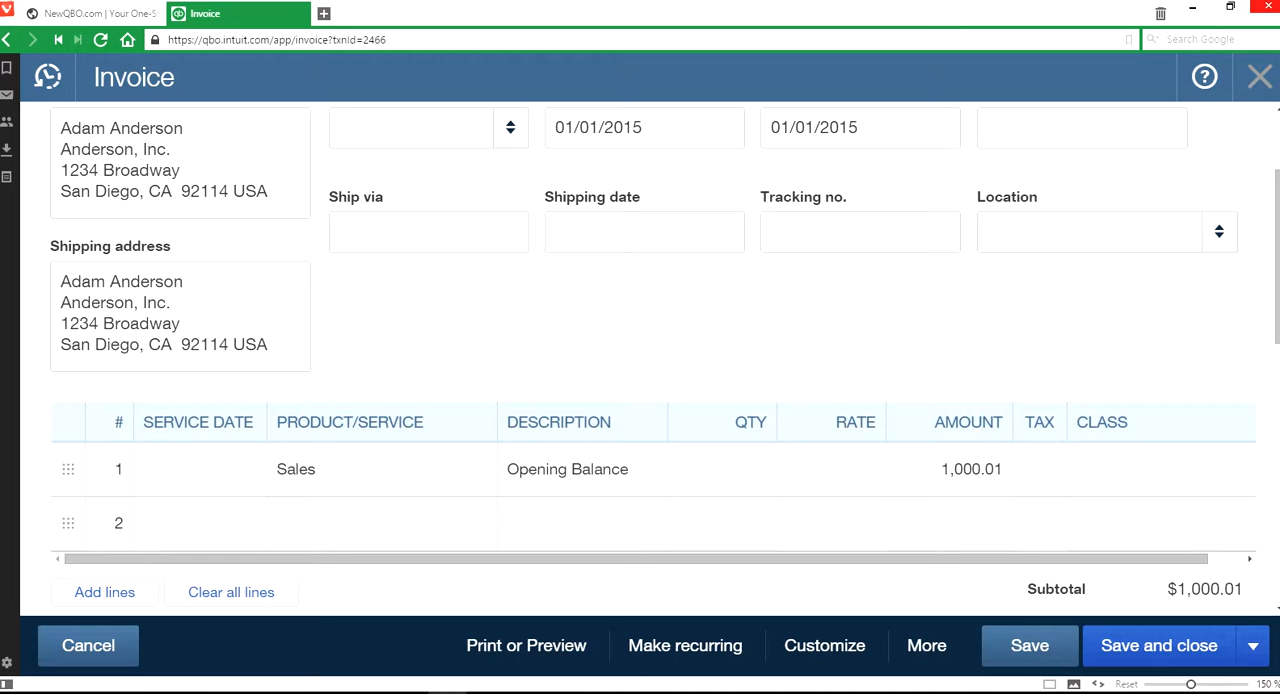 NewQBO.com | Your One-S
Invoice
https://qbo.intuit.com/app/invoice?txnId=2466
Search Google
Invoice
Adam Anderson
Anderson, Inc.
1234 Broadway
San Diego, CA 92114 USA
01/01/2015
01/01/2015
Ship via
Shipping date
Tracking no.
Location
Shipping address
Adam Anderson
Anderson, Inc.
1234 Broadway
San Diego, CA 92114 USA
# SERVICE DATE PRODUCT/SERVICE DESCRIPTION QTY RATE AMOUNT TAX CLASS
1 Sales Opening Balance 1,000.01
2
Add lines
Clear all lines
Subtotal $1,000.01
Cancel
Print or Preview
Make recurring
Customize
More
Save
Save and close
Reset
150 %